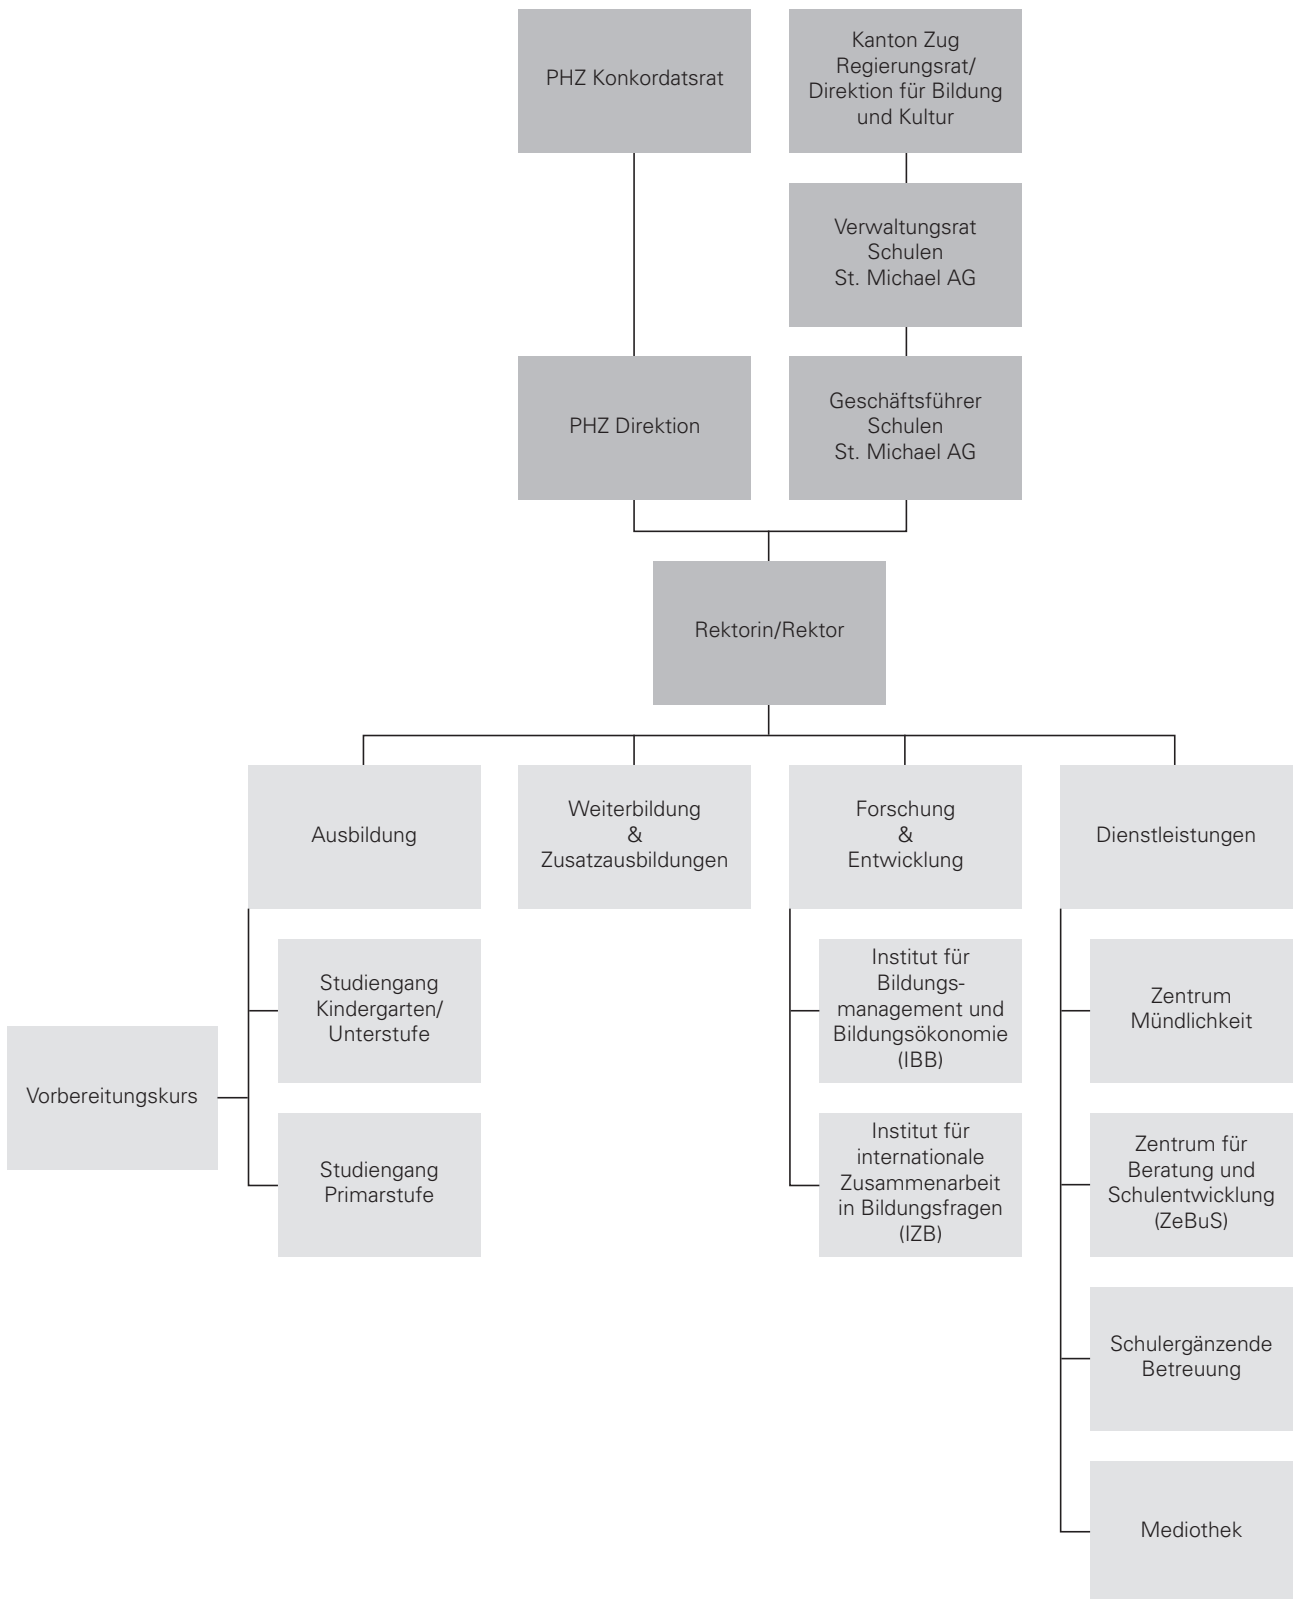 PHZ Konkordatsrat
Kanton Zug
Regierungsrat/
Direktion für Bildung
und Kultur
Verwaltungsrat
Schulen
St. Michael AG
PHZ Direktion
Geschäftsführer
Schulen
St. Michael AG
Rektorin/Rektor
Ausbildung
Weiterbildung
&
Zusatzausbildungen
Forschung
&
Entwicklung
Dienstleistungen
Studiengang
Kindergarten/
Unterstufe
Institut für
Bildungs-
management und
Bildungsökonomie
(IBB)
Zentrum
Mündlichkeit
Vorbereitungskurs
Studiengang
Primarstufe
Institut für
internationale
Zusammenarbeit
in Bildungsfragen
(IZB)
Zentrum für
Beratung und
Schulentwicklung
(ZeBuS)
Schulergänzende
Betreuung
Mediothek